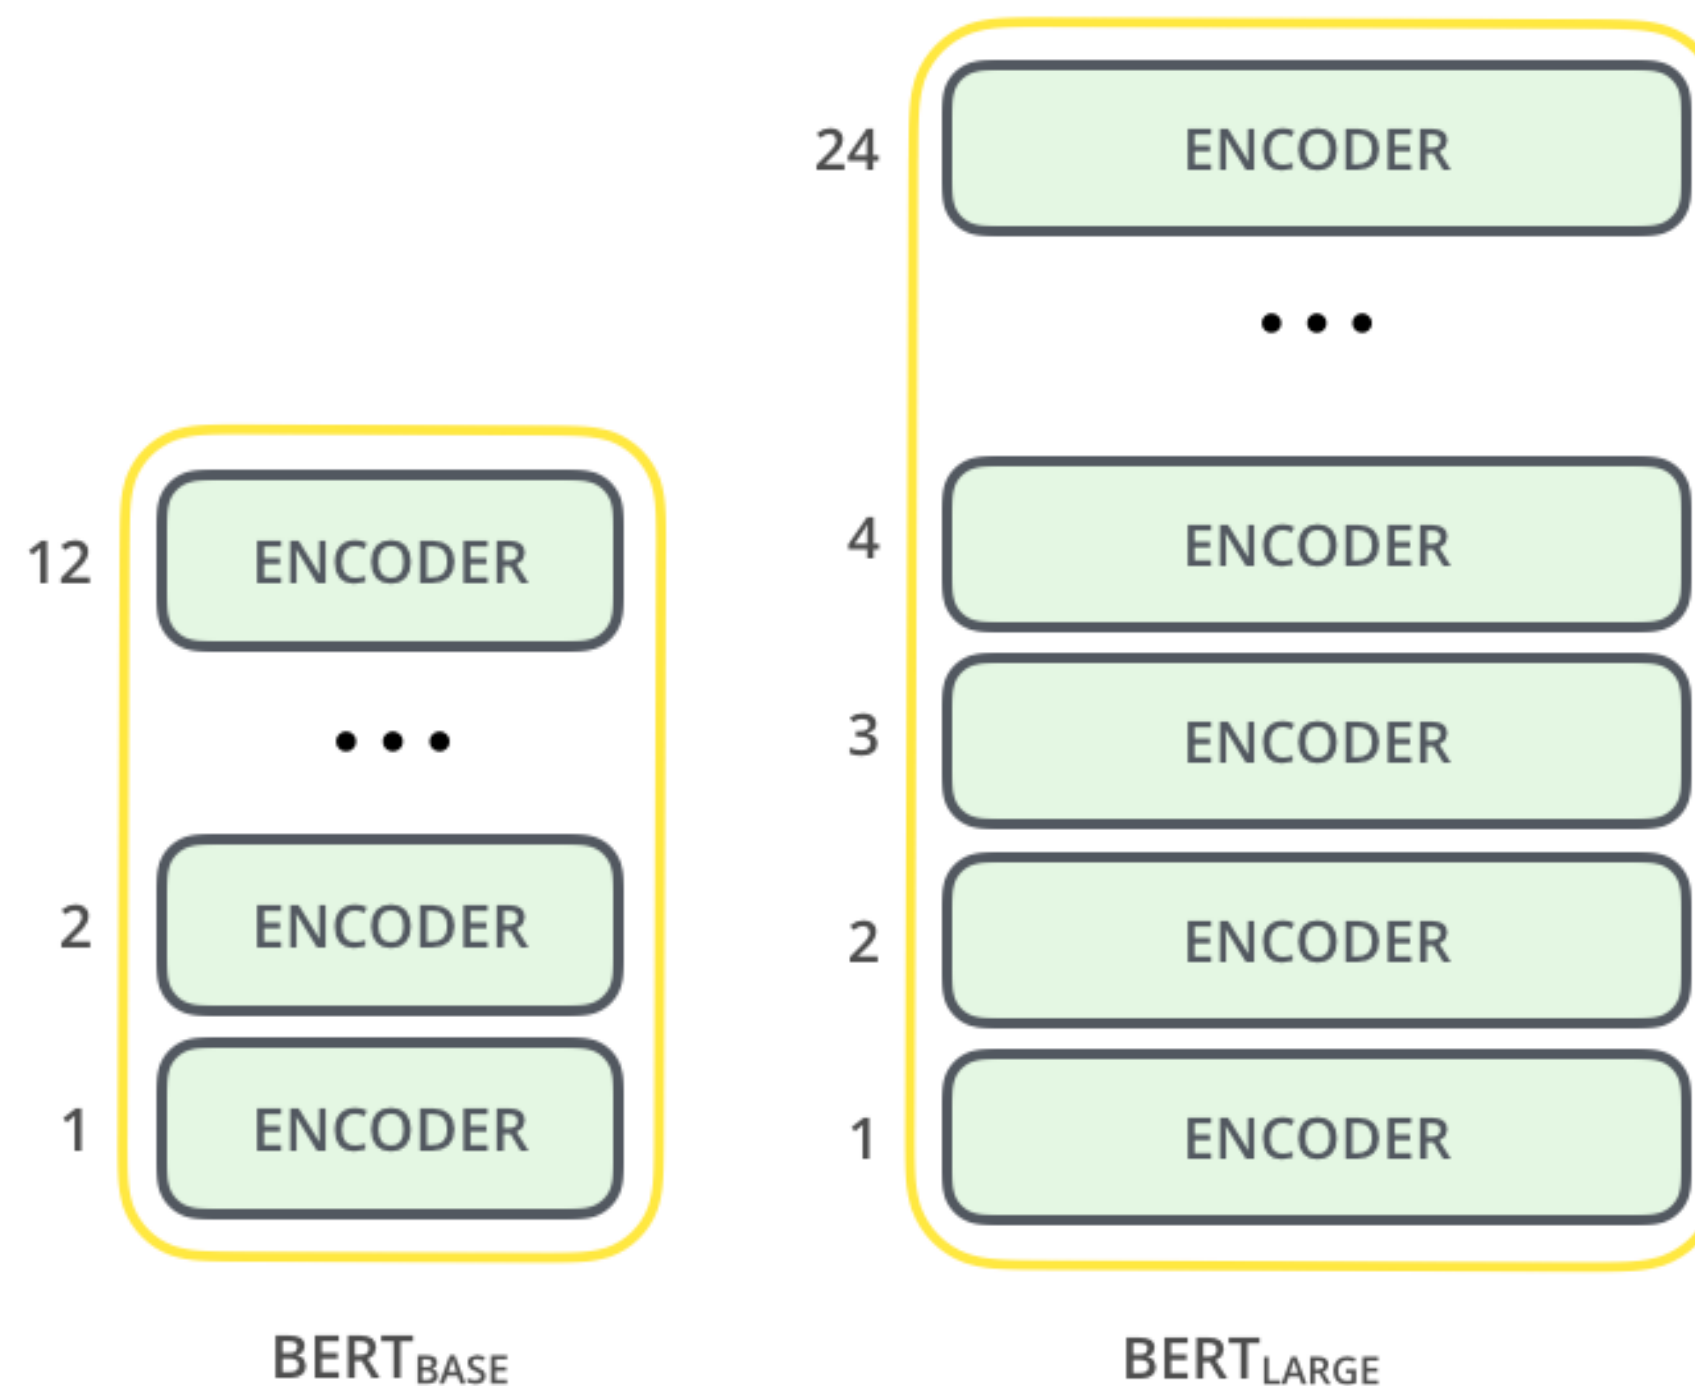 12 ENCODER
...
2 ENCODER
1 ENCODER
BERTBASE
24 ENCODER
...
4 ENCODER
3 ENCODER
2 ENCODER
1 ENCODER
BERTLARGE